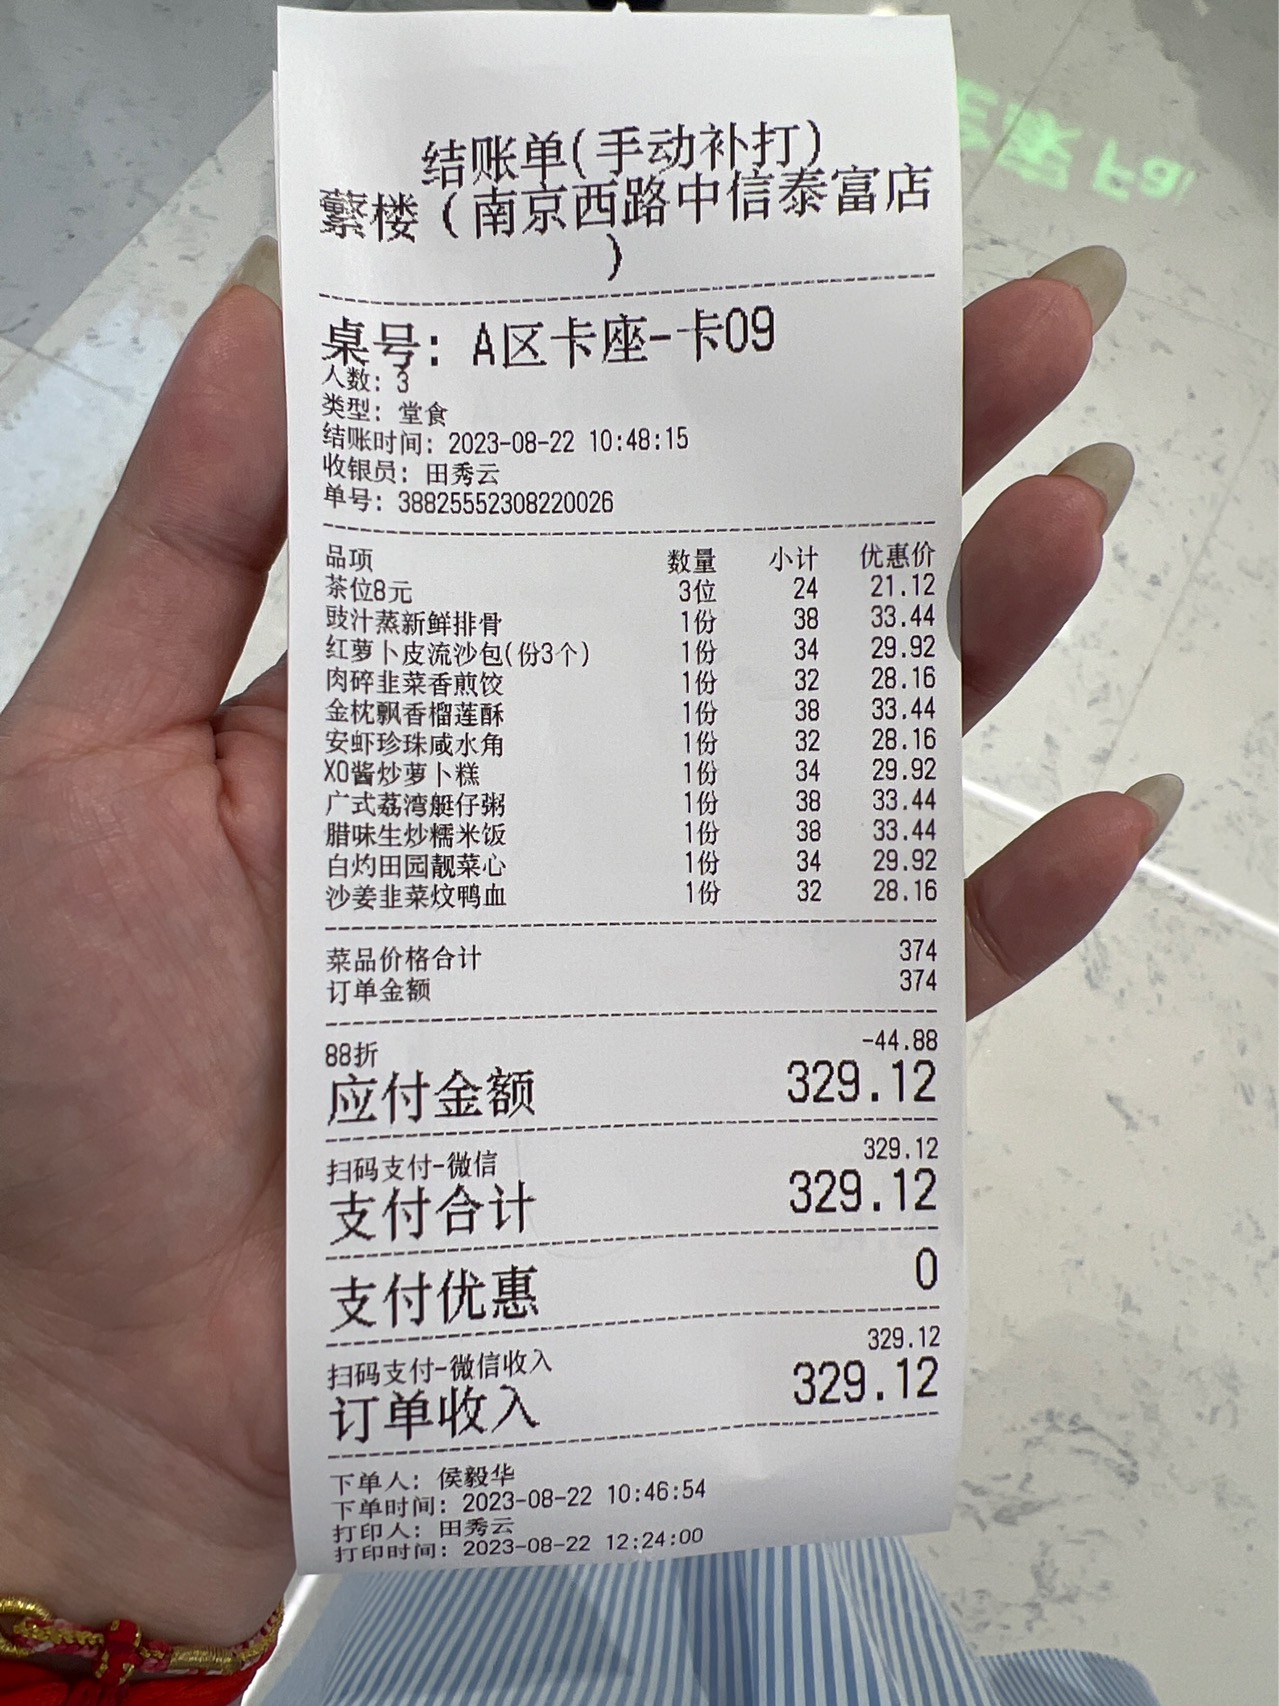 结账单(手动补打)
蘩楼(南京西路中信泰富店
)
桌号: A区卡座-卡09
人数: 3
类型: 堂食
结账时间: 2023-08-22 10:48:15
收银员: 田秀云
单号: 38825552308220026
品项 数量 小计 优惠价
茶位8元 3位 24 21.12
豉汁蒸新鲜排骨 1份 38 33.44
红萝卜皮流沙包(份3个) 1份 34 29.92
肉碎韭菜香煎饺 1份 32 28.16
金枕飘香榴莲酥 1份 38 33.44
安虾珍珠咸水角 1份 32 28.16
XO酱炒萝卜糕 1份 34 29.92
广式荔湾艇仔粥 1份 38 33.44
腊味生炒糯米饭 1份 38 33.44
白灼田园靓菜心 1份 34 29.92
沙姜韭菜炆鸭血 1份 32 28.16
菜品价格合计 374
订单金额 374
88折 -44.88
应付金额 329.12
扫码支付-微信 329.12
支付合计 329.12
支付优惠 0
扫码支付-微信收入 329.12
订单收入 329.12
下单人: 侯毅华
下单时间: 2023-08-22 10:46:54
打印人: 田秀云
打印时间: 2023-08-22 12:24:00